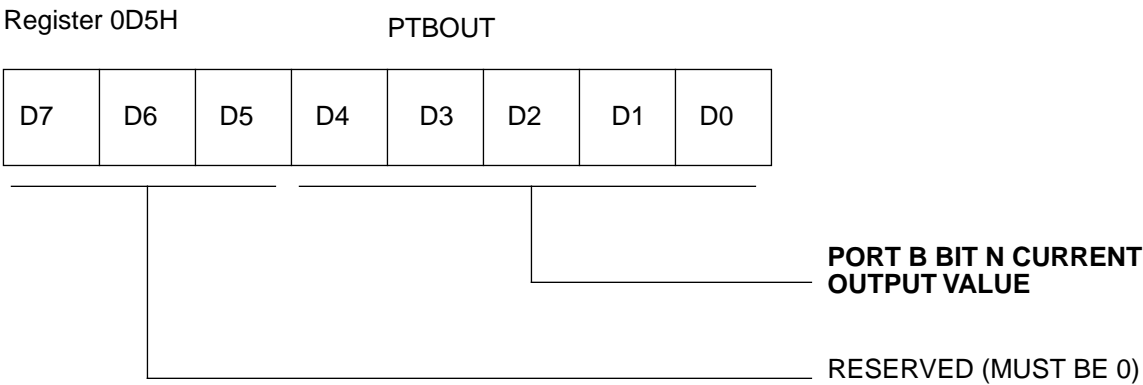 Register 0D5H
PTBOUT
D7 D6 D5 D4 D3 D2 D1 D0
PORT B BIT N CURRENT
OUTPUT VALUE
RESERVED (MUST BE 0)